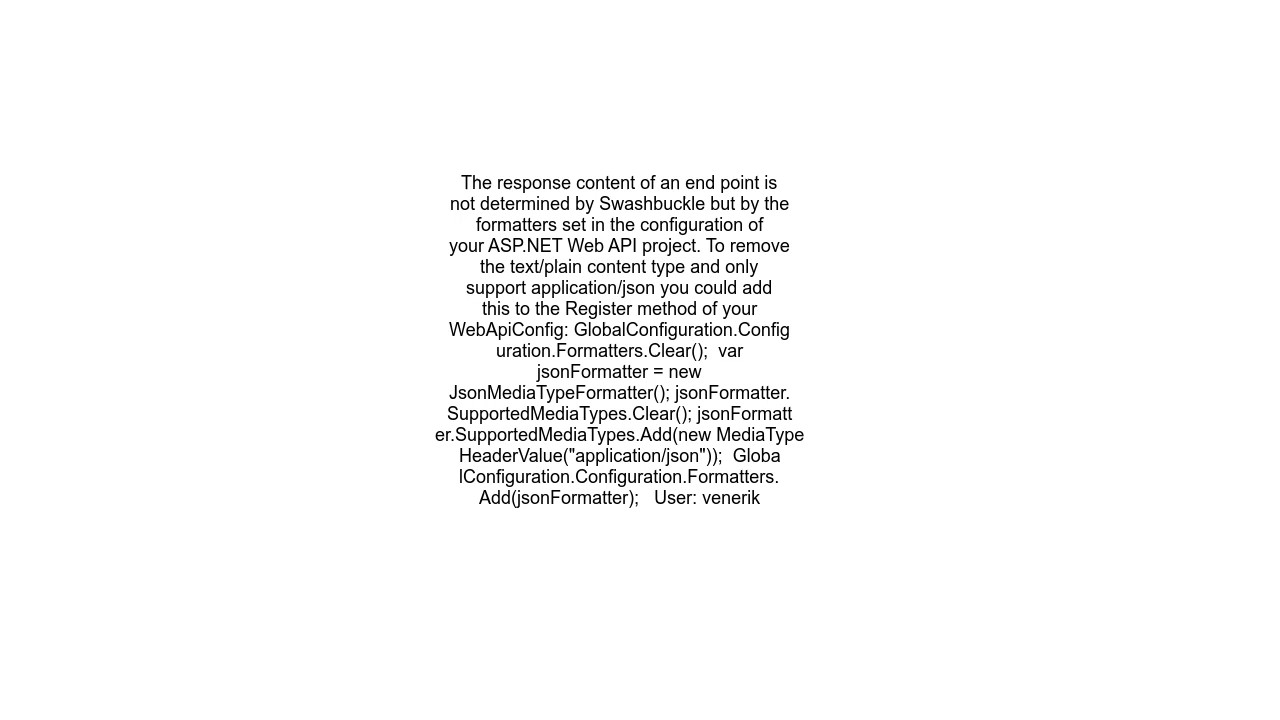 The response content of an end point is
not determined by Swashbuckle but by the
formatters set in the configuration of
your ASP.NET Web API project. To remove
the text/plain content type and only
support application/json you could add
this to the Register method of your
WebApiConfig: GlobalConfiguration.Config
uration.Formatters.Clear();  var
jsonFormatter = new
JsonMediaTypeFormatter(); jsonFormatter.
SupportedMediaTypes.Clear(); jsonFormatt
er.SupportedMediaTypes.Add(new MediaType
HeaderValue("application/json"));  Globa
lConfiguration.Configuration.Formatters.
Add(jsonFormatter);   User: venerik